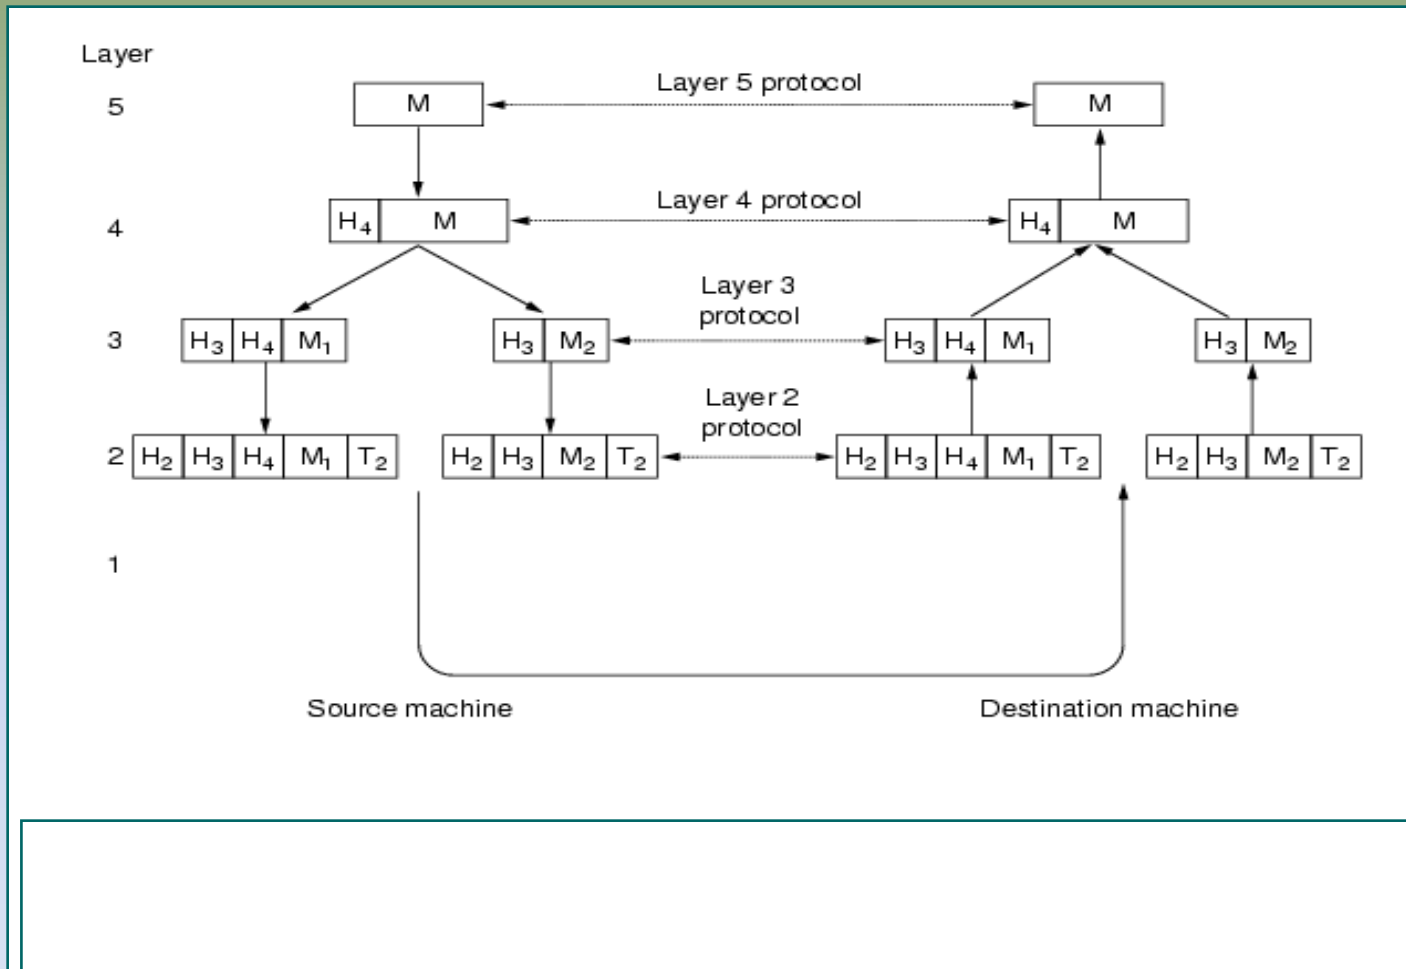 Layer
5 M Layer 5 protocol M
4 H4 M Layer 4 protocol H4 M
Layer 3
protocol
3 H3 H4 M1 H3 M2 H3 H4 M1 H3 M2
Layer 2
protocol
2 H2 H3 H4 M1 T2 H2 H3 M2 T2 H2 H3 H4 M1 T2 H2 H3 M2 T2
1
Source machine Destination machine